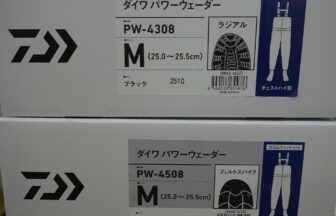 ダイワ パワーウェーダー
PW-4308
ラジアル
M (25.0～25.5cm)
ブラック
2510
チェストハイ型
ダイワ パワーウェーダー
PW-4508
フェルトスパイク
M (25.0～25.5cm)